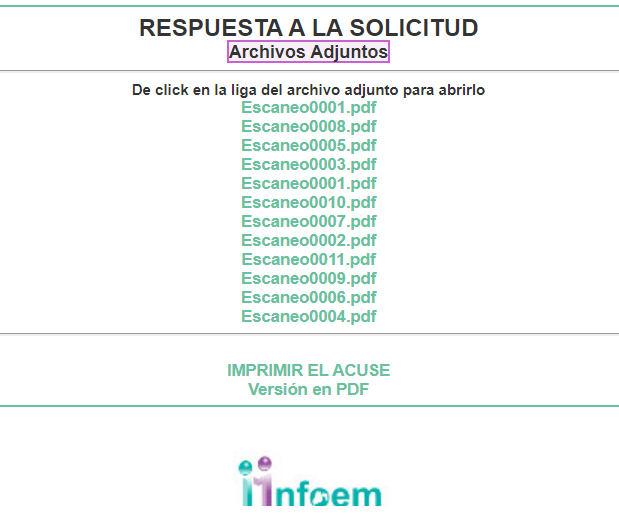 RESPUESTA A LA SOLICITUD
Archivos Adjuntos
De click en la liga del archivo adjunto para abrirlo
Escaneo0001.pdf
Escaneo0008.pdf
Escaneo0005.pdf
Escaneo0003.pdf
Escaneo0001.pdf
Escaneo0010.pdf
Escaneo0007.pdf
Escaneo0002.pdf
Escaneo0011.pdf
Escaneo0009.pdf
Escaneo0006.pdf
Escaneo0004.pdf
IMPRIMIR EL ACUSE
Versión en PDF
infoem